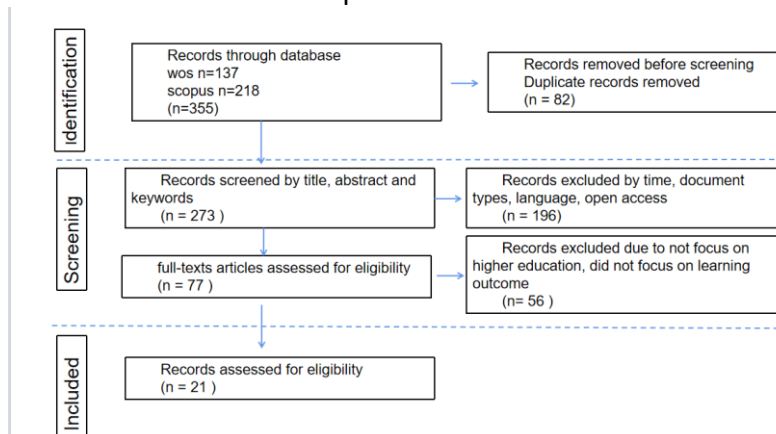 Identification
Records through database
wos n=137
scopus n=218
(n=355)
Records removed before screening
Duplicate records removed
(n = 82)
Screening
Records screened by title, abstract and
keywords
(n = 273 )
Records excluded by time, document
types, language, open access
(n = 196)
full-texts articles assessed for eligibility
(n = 77 )
Records excluded due to not focus on
higher education, did not focus on learning
outcome
(n= 56 )
Included
Records assessed for eligibility
(n = 21 )